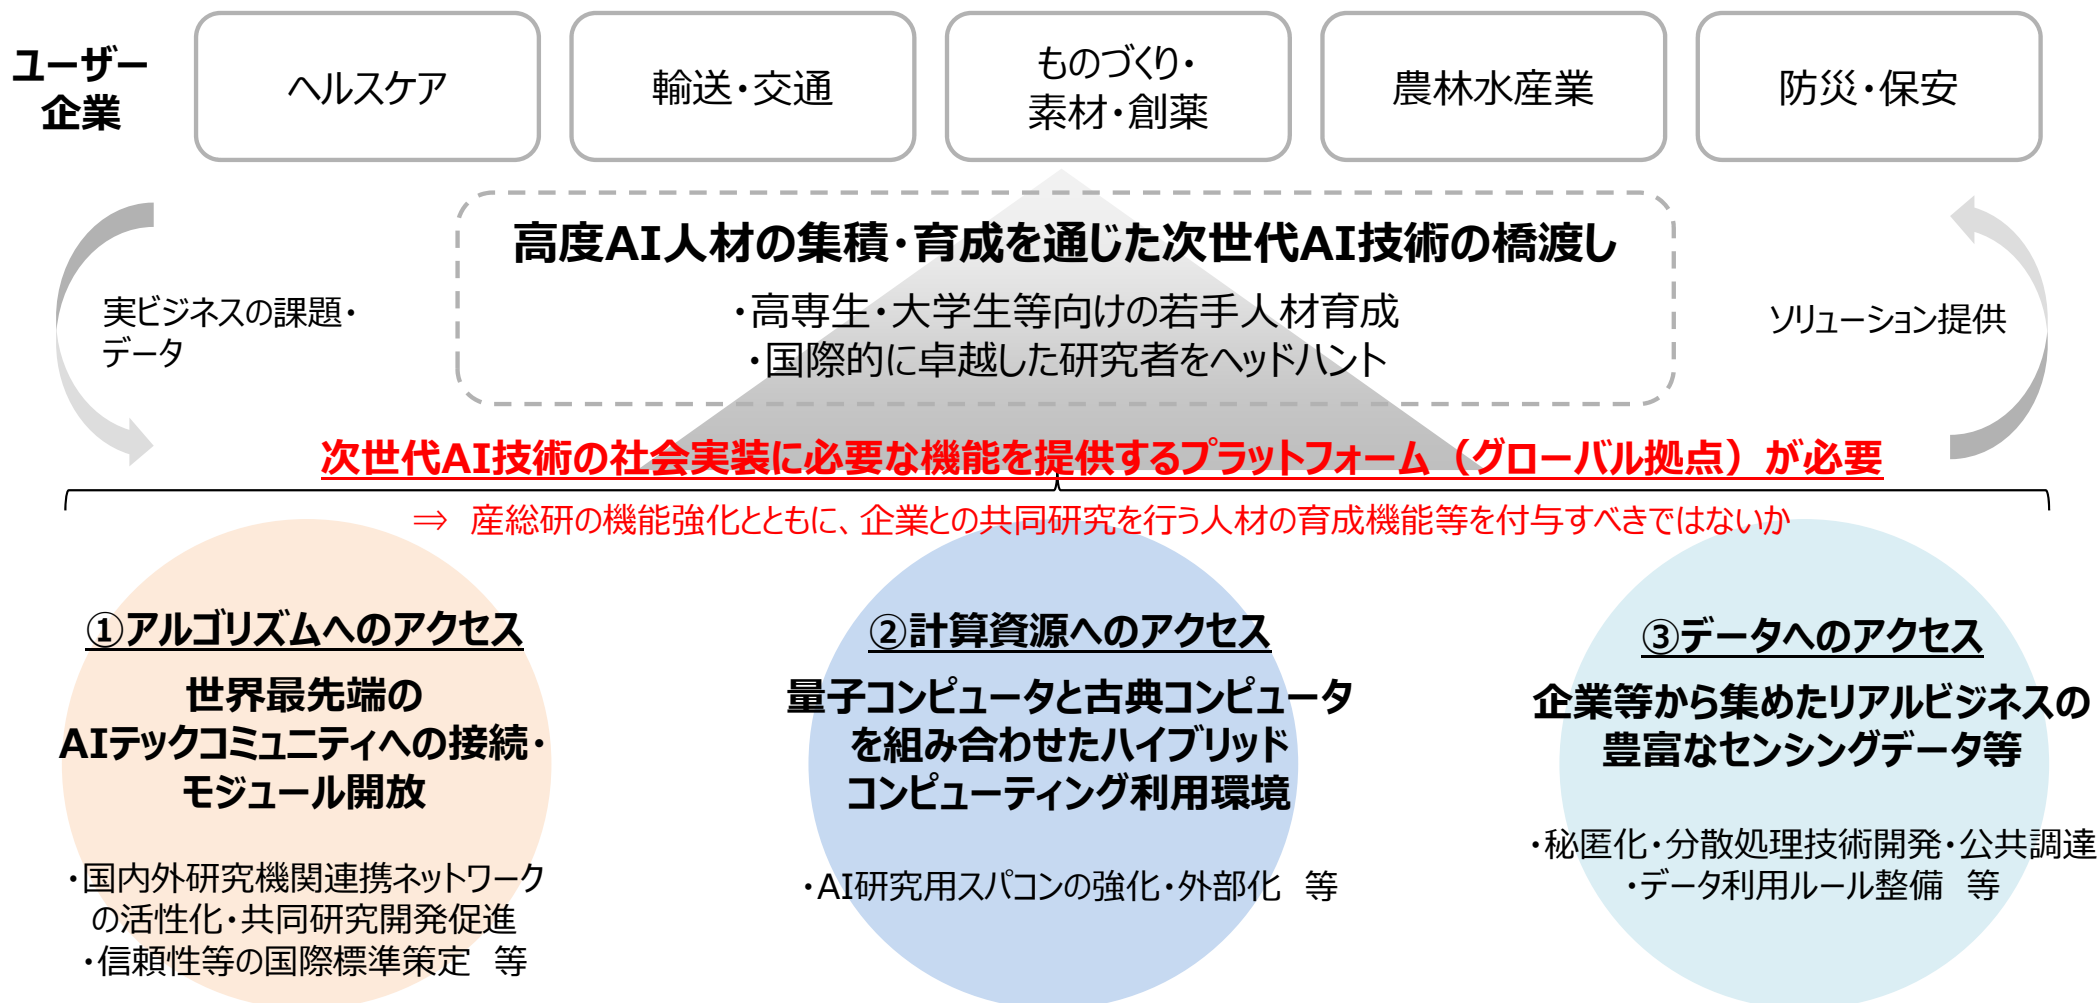 ユーザー
企業
ヘルスケア
輸送・交通
ものづくり・
素材・創薬
農林水産業
防災・保安
高度AI人材の集積・育成を通じた次世代AI技術の橋渡し
・高専生・大学生等向けの若手人材育成
・国際的に卓越した研究者をヘッドハント
実ビジネスの課題・
データ
ソリューション提供
次世代AI技術の社会実装に必要な機能を提供するプラットフォーム（グローバル拠点）が必要
⇒　産総研の機能強化とともに、企業との共同研究を行う人材の育成機能等を付与すべきではないか
①アルゴリズムへのアクセス
世界最先端の
AIテックコミュニティへの接続・
モジュール開放
・国内外研究機関連携ネットワーク
の活性化・共同研究開発促進
・信頼性等の国際標準策定　等
②計算資源へのアクセス
量子コンピュータと古典コンピュータ
を組み合わせたハイブリッド
コンピューティング利用環境
・AI研究用スパコンの強化・外部化　等
③データへのアクセス
企業等から集めたリアルビジネスの
豊富なセンシングデータ等
・秘匿化・分散処理技術開発・公共調達
・データ利用ルール整備　等